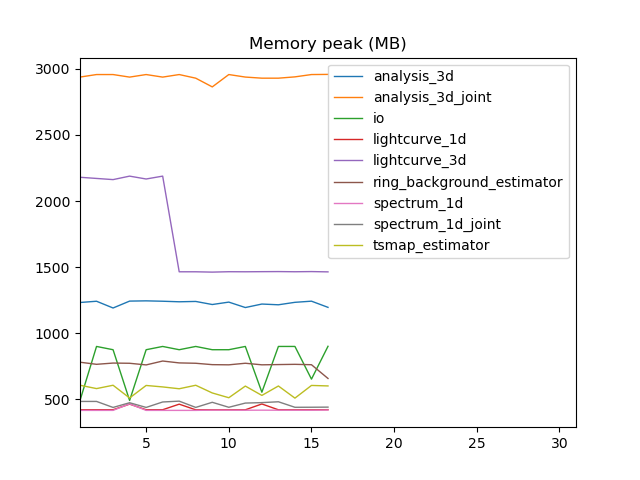 Memory peak (MB)
3000
2500
2000
1500
1000
500
analysis_3d
analysis_3d_joint
io
lightcurve_1d
lightcurve_3d
ring_background_estimator
spectrum_1d
spectrum_1d_joint
tsmap_estimator
5 10 15 20 25 30